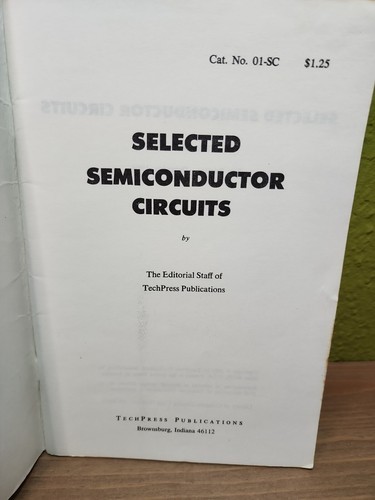 Cat. No. 01-SC $1.25
SELECTED
SEMICONDUCTOR
CIRCUITS
by
The Editorial Staff of
TechPress Publications
TECHPRESS PUBLICATIONS
Brownsburg, Indiana 46112